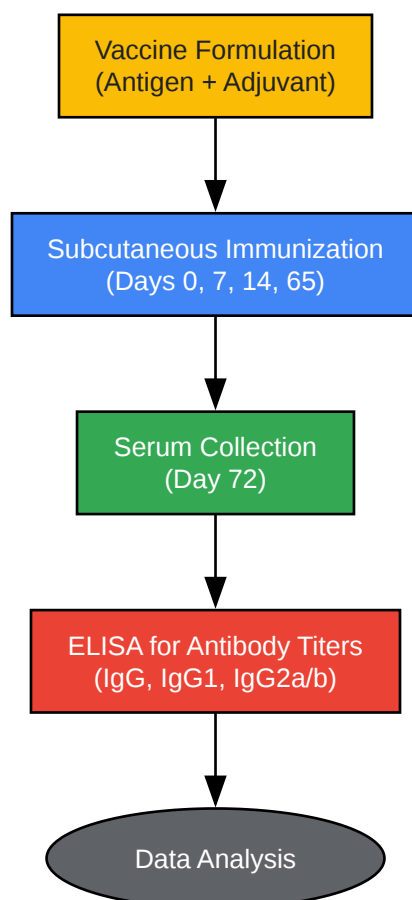 Vaccine Formulation
(Antigen + Adjuvant)
Subcutaneous Immunization
(Days 0, 7, 14, 65)
Serum Collection
(Day 72)
ELISA for Antibody Titers
(IgG, IgG1, IgG2a/b)
Data Analysis